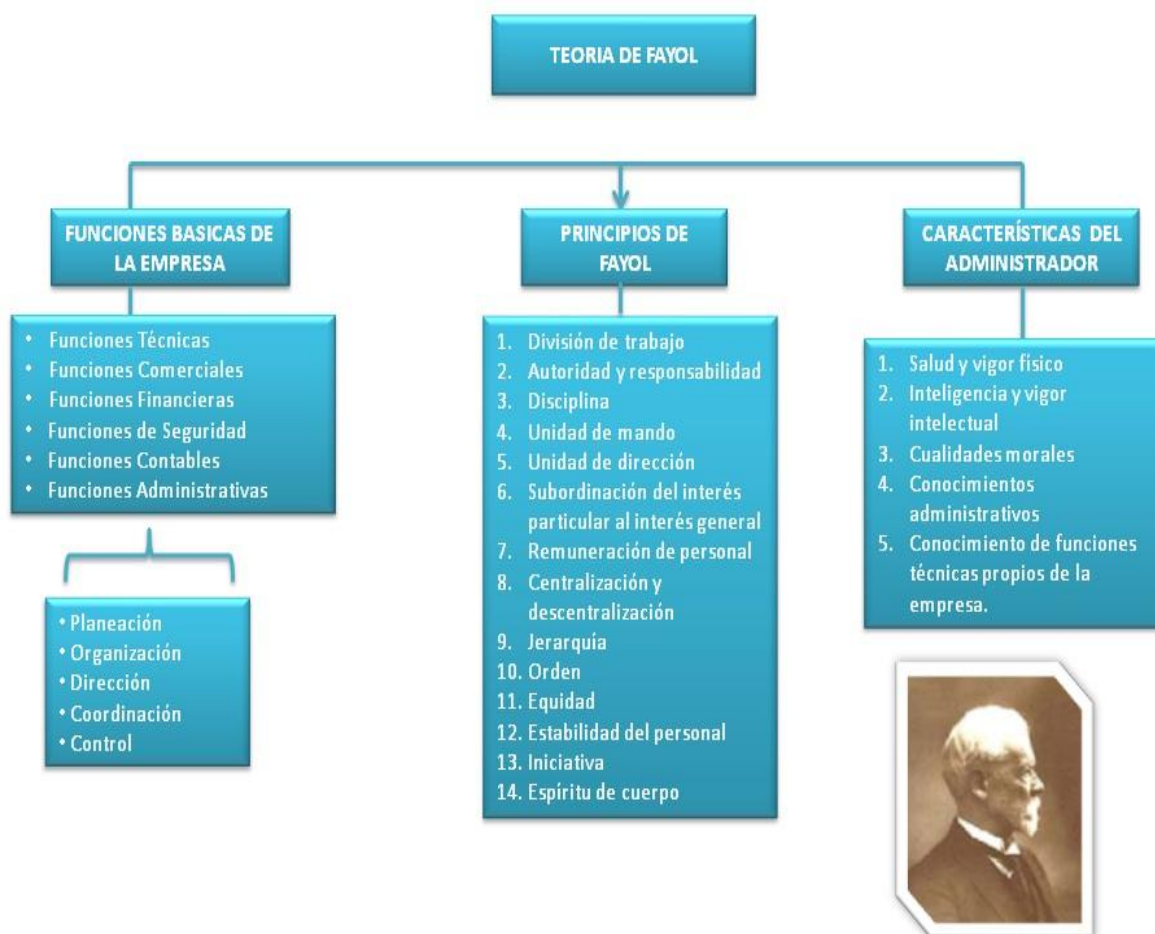 TEORIA DE FAYOL
FUNCIONES BASICAS DE
LA EMPRESA
• Funciones Técnicas
• Funciones Comerciales
• Funciones Financieras
• Funciones de Seguridad
• Funciones Contables
• Funciones Administrativas
• Planeación
• Organización
• Dirección
• Coordinación
• Control
PRINCIPIOS DE
FAYOL
1. División de trabajo
2. Autoridad y responsabilidad
3. Disciplina
4. Unidad de mando
5. Unidad de dirección
6. Subordinación del interés
particular al interés general
7. Remuneración de personal
8. Centralización y
descentralización
9. Jerarquía
10. Orden
11. Equidad
12. Estabilidad del personal
13. Iniciativa
14. Espíritu de cuerpo
CARACTERÍSTICAS DEL
ADMINISTRADOR
1. Salud y vigor físico
2. Inteligencia y vigor
intelectual
3. Cualidades morales
4. Conocimientos
administrativos
5. Conocimiento de funciones
técnicas propios de la
empresa.